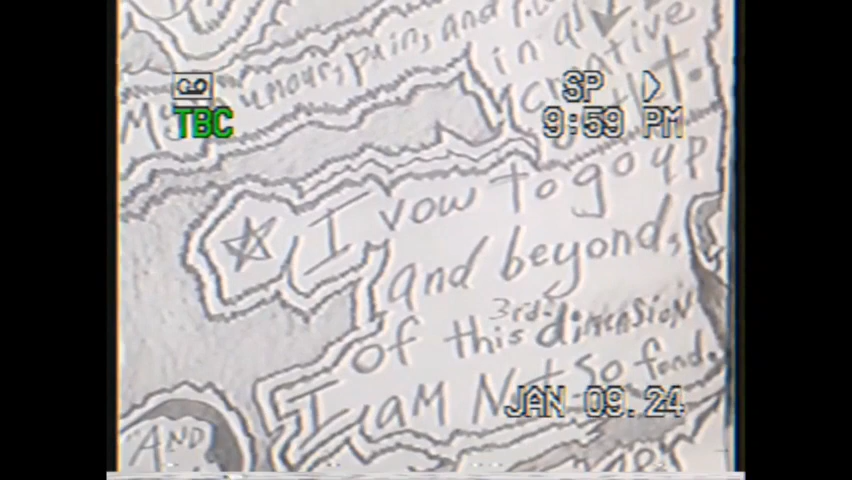 My humour, pain, and
in a
creative
SP
TBC
9:59 PM
I vow to go up
and beyond,
of this 3rd-dimension
I am Not so fond.
JAN 09.24
AND